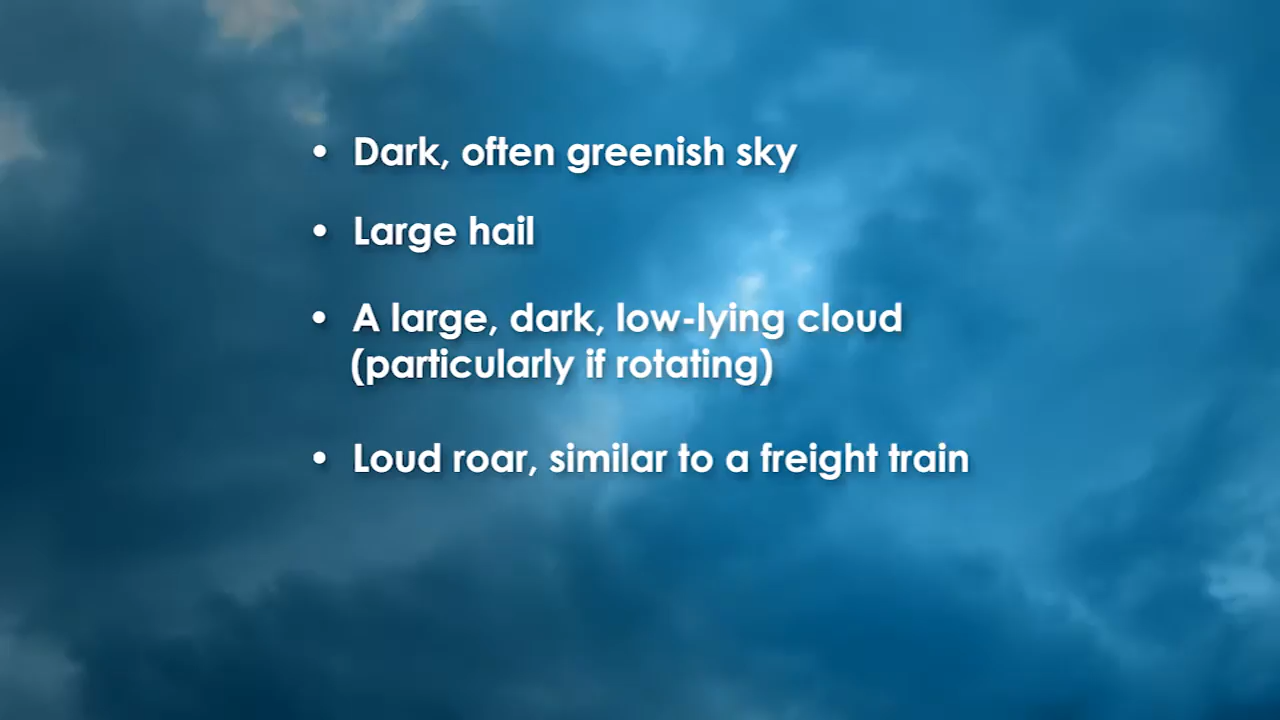 • Dark, often greenish sky
• Large hail
• A large, dark, low-lying cloud
(particularly if rotating)
• Loud roar, similar to a freight train